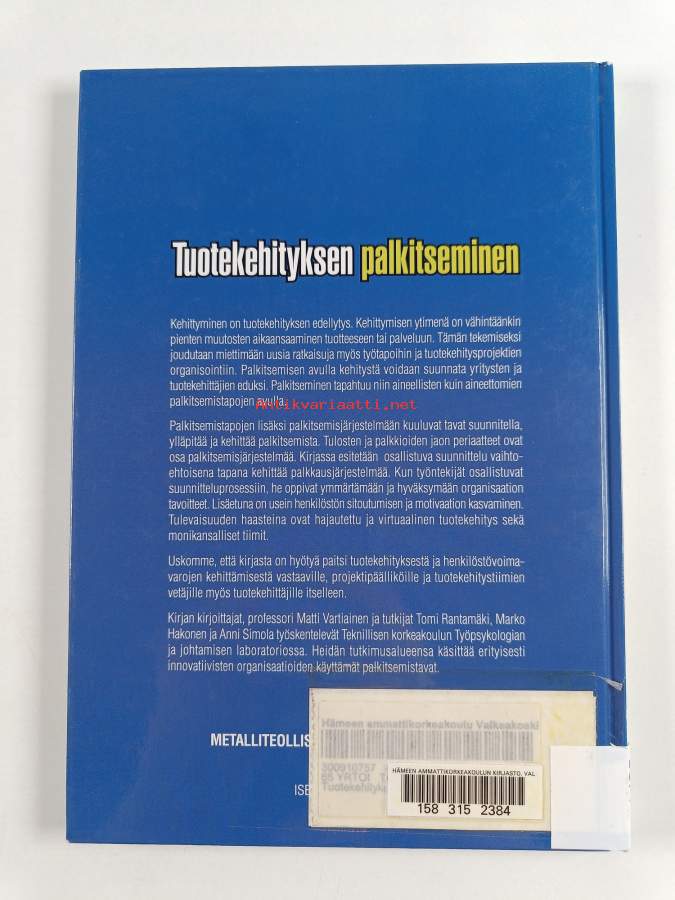 Tuotekehityksen palkitseminen
Kehittyminen on tuotekehityksen edellytys. Kehittymisen ytimenä on vähintäänkin
pienten muutosten aikaansaaminen tuotteeseen tai palveluun. Tämän tekemiseksi
joudutaan miettimään uusia ratkaisuja myös työtapoihin ja tuotekehitysprojektien
organisointiin. Palkitsemisen avulla kehitystä voidaan suunnata yritysten ja
tuotekehittäjien eduksi. Palkitseminen tapahtuu niin aineellisten kuin aineettomien
palkitsemistapojen avulla.
Antikvariaatti.net
Palkitsemistapojen lisäksi palkitsemisjärjestelmään kuuluvat tavat suunnitella,
ylläpitää ja kehittää palkitsemista. Tulosten ja palkkioiden jaon periaatteet ovat
osa palkitsemisjärjestelmää. Kirjassa esitetään osallistuva suunnittelu vaihto-
ehtoisena tapana kehittää palkkausjärjestelmää. Kun työntekijät osallistuvat
suunnitteluprosessiin, he oppivat ymmärtämään ja hyväksymään organisaation
tavoitteet. Lisäetuna on usein henkilöstön sitoutumisen ja motivaation kasvaminen.
Tulevaisuuden haasteina ovat hajautettu ja virtuaalinen tuotekehitys sekä
monikansalliset tiimit.
Uskomme, että kirjasta on hyötyä paitsi tuotekehityksestä ja henkilöstövoima-
varojen kehittämisestä vastaaville, projektipäälliköille ja tuotekehitystiimien
vetäjille myös tuotekehittäjille itselleen.
Kirjan kirjoittajat, professori Matti Vartiainen ja tutkijat Tomi Rantamäki, Marko
Hakonen ja Anni Simola työskentelevät Teknillisen korkeakoulun Työpsykologian
ja johtamisen laboratoriossa. Heidän tutkimusalueensa käsittää erityisesti
innovatiivisten organisaatioiden käyttämät palkitsemistavat.
METALLITEOLLIS
Hämeen ammattikorkeakoulu Valkeakoski
300910757
65 YRTQI
Tuotekehityks
ISB
HÄMEEN AMMATTIKORKEAKOULUN KIRJASTO, VAL
158 315 2384